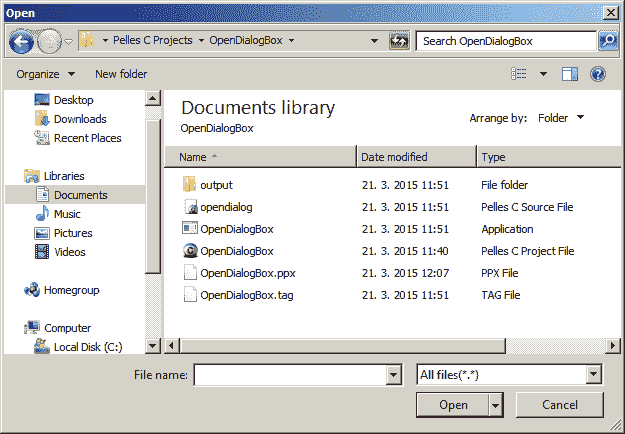 Open
Pelles C Projects OpenDialogBox Search OpenDialogBox
Organize New folder
Desktop
Downloads
Recent Places
Libraries
Documents
Music
Pictures
Videos
Homegroup
Computer
Local Disk (C:)
Documents library
OpenDialogBox
Arrange by: Folder
Name Date modified Type
output 21. 3. 2015 11:51 File folder
opendialog 21. 3. 2015 11:51 Pelles C Source File
OpenDialogBox 21. 3. 2015 11:51 Application
OpenDialogBox 21. 3. 2015 11:40 Pelles C Project File
OpenDialogBox.ppx 21. 3. 2015 12:07 PPX File
OpenDialogBox.tag 21. 3. 2015 11:51 TAG File
File name: All files(*.*)
Open Cancel